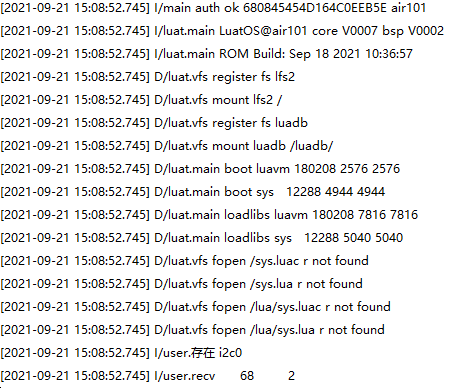 [2021-09-21 15:08:52.745] I/main auth ok 680845454D164C0EEB5E air101
[2021-09-21 15:08:52.745] I/luat.main LuatOS@air101 core V0007 bsp V0002
[2021-09-21 15:08:52.745] I/luat.main ROM Build: Sep 18 2021 10:36:57
[2021-09-21 15:08:52.745] D/luat.vfs register fs lfs2
[2021-09-21 15:08:52.745] D/luat.vfs mount lfs2 /
[2021-09-21 15:08:52.745] D/luat.vfs register fs luadb
[2021-09-21 15:08:52.745] D/luat.vfs mount luadb /luadb/
[2021-09-21 15:08:52.745] D/luat.main boot luavm 180208 2576 2576
[2021-09-21 15:08:52.745] D/luat.main boot sys   12288 4944 4944
[2021-09-21 15:08:52.745] D/luat.main loadlibs luavm 180208 7816 7816
[2021-09-21 15:08:52.745] D/luat.main loadlibs sys   12288 5040 5040
[2021-09-21 15:08:52.745] D/luat.vfs fopen /sys.luac r not found
[2021-09-21 15:08:52.745] D/luat.vfs fopen /sys.lua r not found
[2021-09-21 15:08:52.745] D/luat.vfs fopen /lua/sys.luac r not found
[2021-09-21 15:08:52.745] D/luat.vfs fopen /lua/sys.lua r not found
[2021-09-21 15:08:52.745] I/user.存在 i2c0
[2021-09-21 15:08:52.745] I/user.recv	68	2